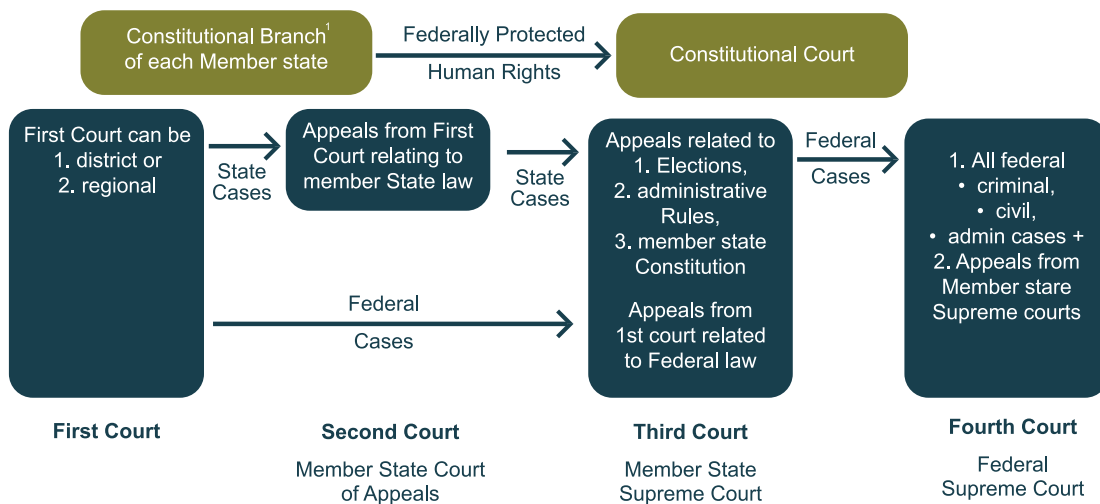 Constitutional Branch1
of each Member state
Federally Protected
Human Rights
Constitutional Court
First Court can be
1. district or
2. regional
State
Cases
Appeals from First
Court relating to
member State law
State
Cases
Appeals related to
1. Elections,
2. administrative
Rules,
3. member state
Constitution
Appeals from
1st court related
to Federal law
Federal
Cases
Federal
Cases
1. All federal
• criminal,
• civil,
• admin cases +
2. Appeals from
Member stare
Supreme courts
First Court
Second Court
Member State Court
of Appeals
Third Court
Member State
Supreme Court
Fourth Court
Federal
Supreme Court